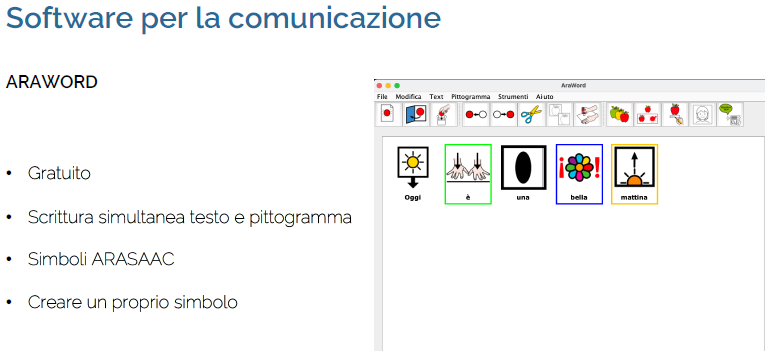 Software per la comunicazione
ARAWORD
• Gratuito
• Scrittura simultanea testo e pittogramma
• Simboli ARASAAC
• Creare un proprio simbolo
AraWord
File Modifica Text Pittogramma Strumenti Aiuto
Oggi è una bella mattina